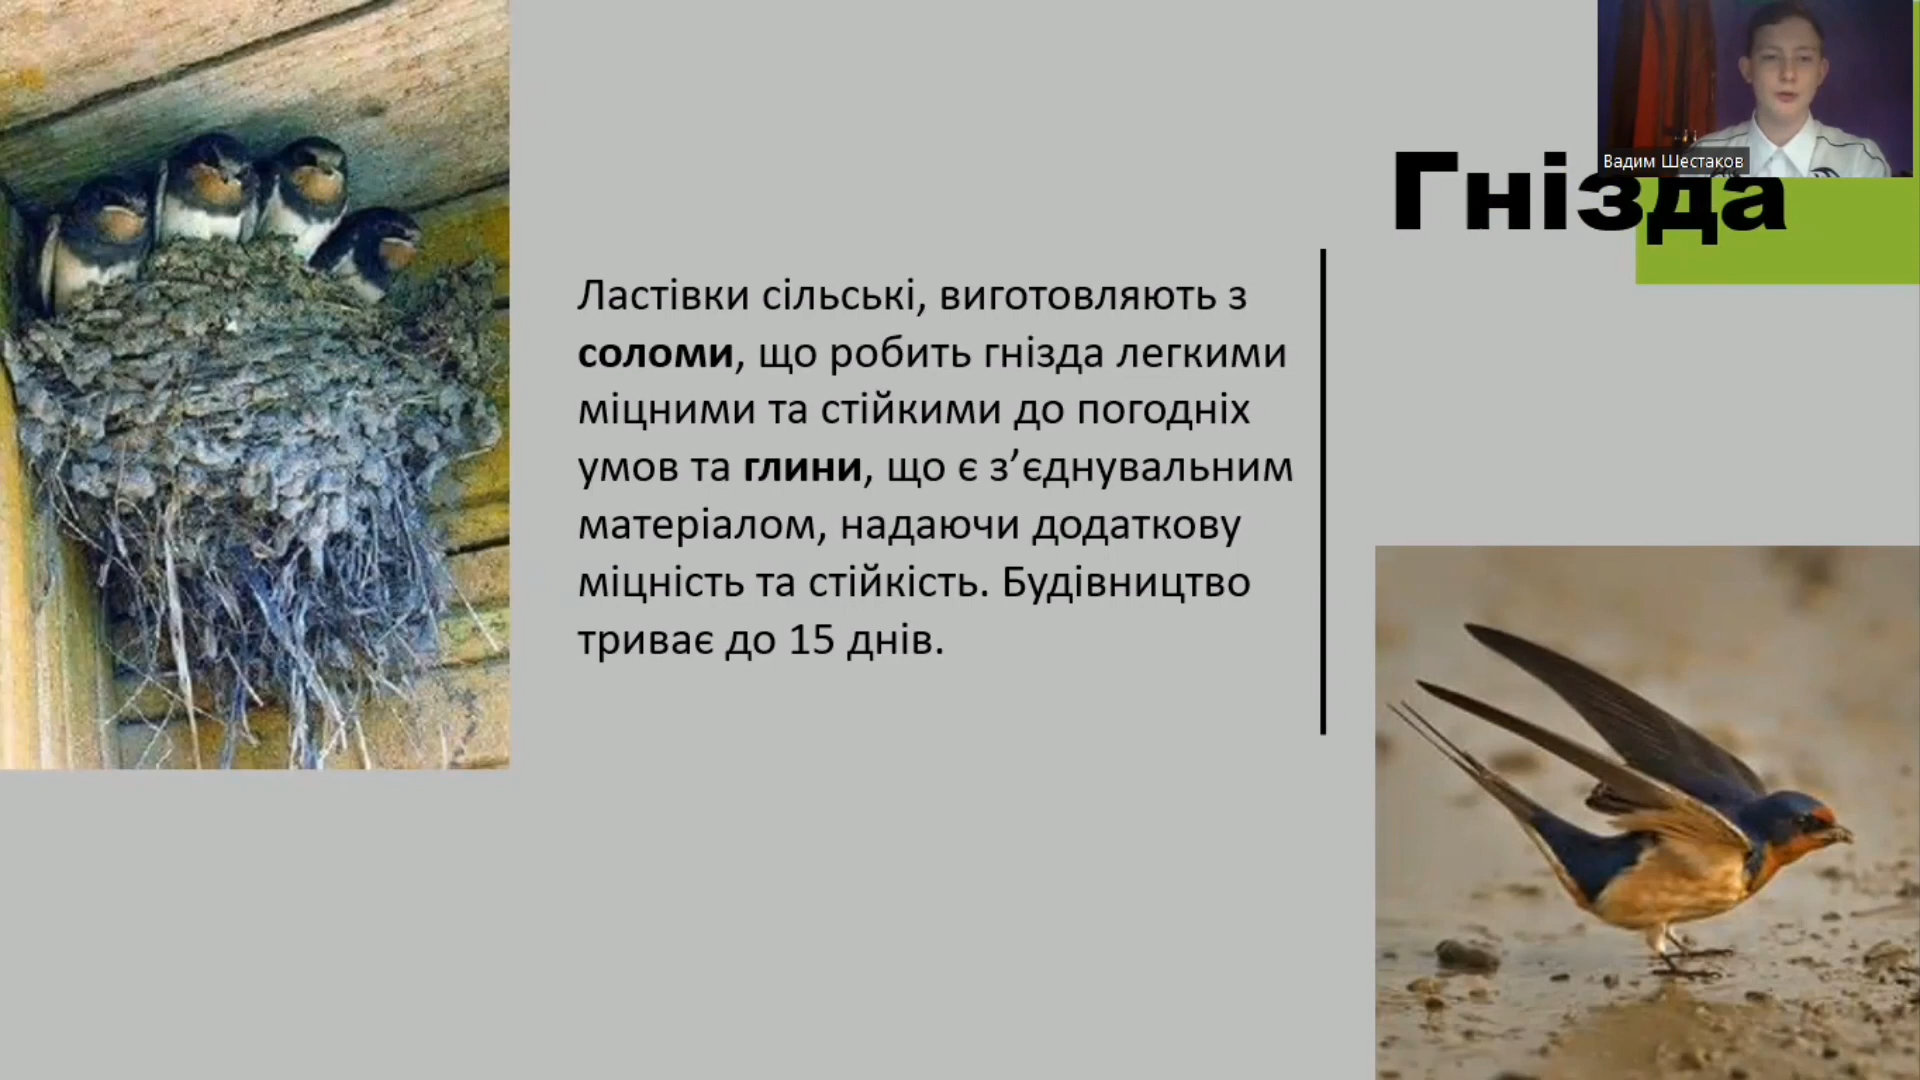 Вадим Шестаков
Гнізда
Ластівки сільські, виготовляють з
соломи, що робить гнізда легкими
міцними та стійкими до погодніх
умов та глини, що є з’єднувальним
матеріалом, надаючи додаткову
міцність та стійкість. Будівництво
триває до 15 днів.